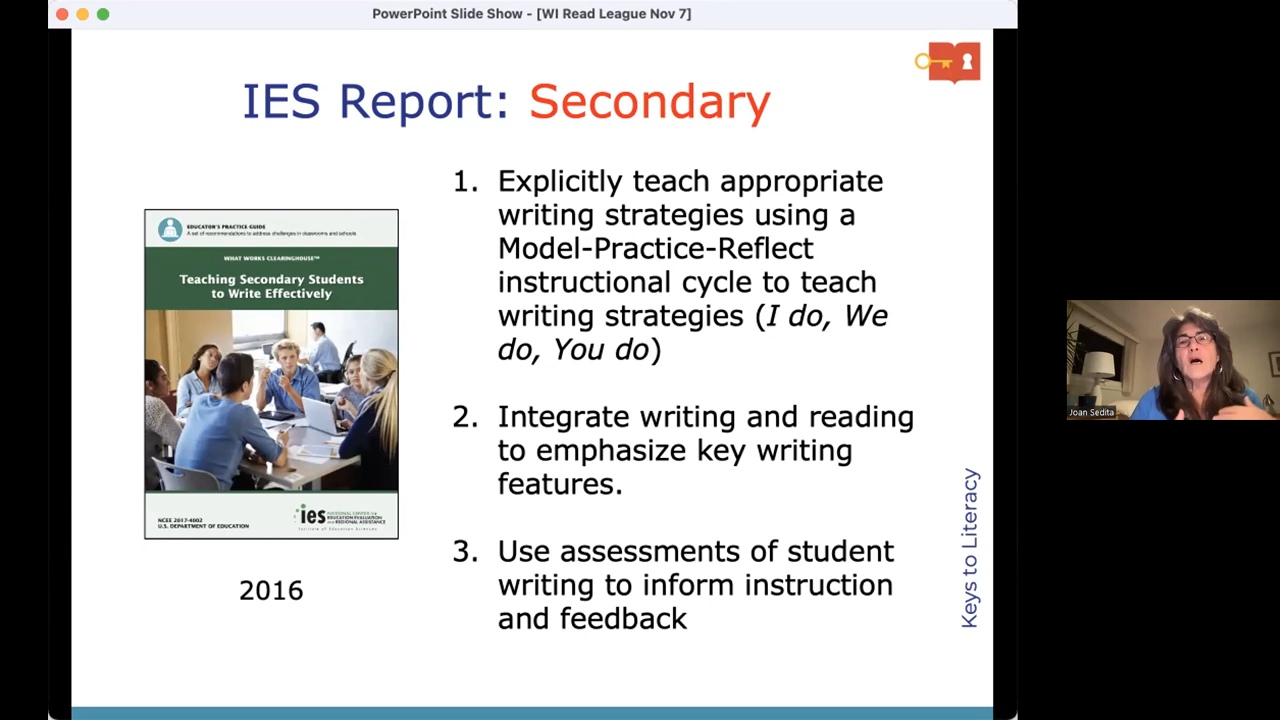 PowerPoint Slide Show - [WI Read League Nov 7]
IES Report: Secondary
EDUCATOR'S PRACTICE GUIDE
A set of recommendations to address challenges in classrooms and schools
WHAT WORKS CLEARINGHOUSE™
Teaching Secondary Students
to Write Effectively
NCEE 2017-4002
U.S. DEPARTMENT OF EDUCATION
ies
NATIONAL CENTER for
EDUCATION EVALUATION
AND REGIONAL ASSISTANCE
Institute of Education Sciences
2016
1. Explicitly teach appropriate
writing strategies using a
Model-Practice-Reflect
instructional cycle to teach
writing strategies (I do, We
do, You do)
2. Integrate writing and reading
to emphasize key writing
features.
3. Use assessments of student
writing to inform instruction
and feedback
Keys to Literacy
Joan Sedita